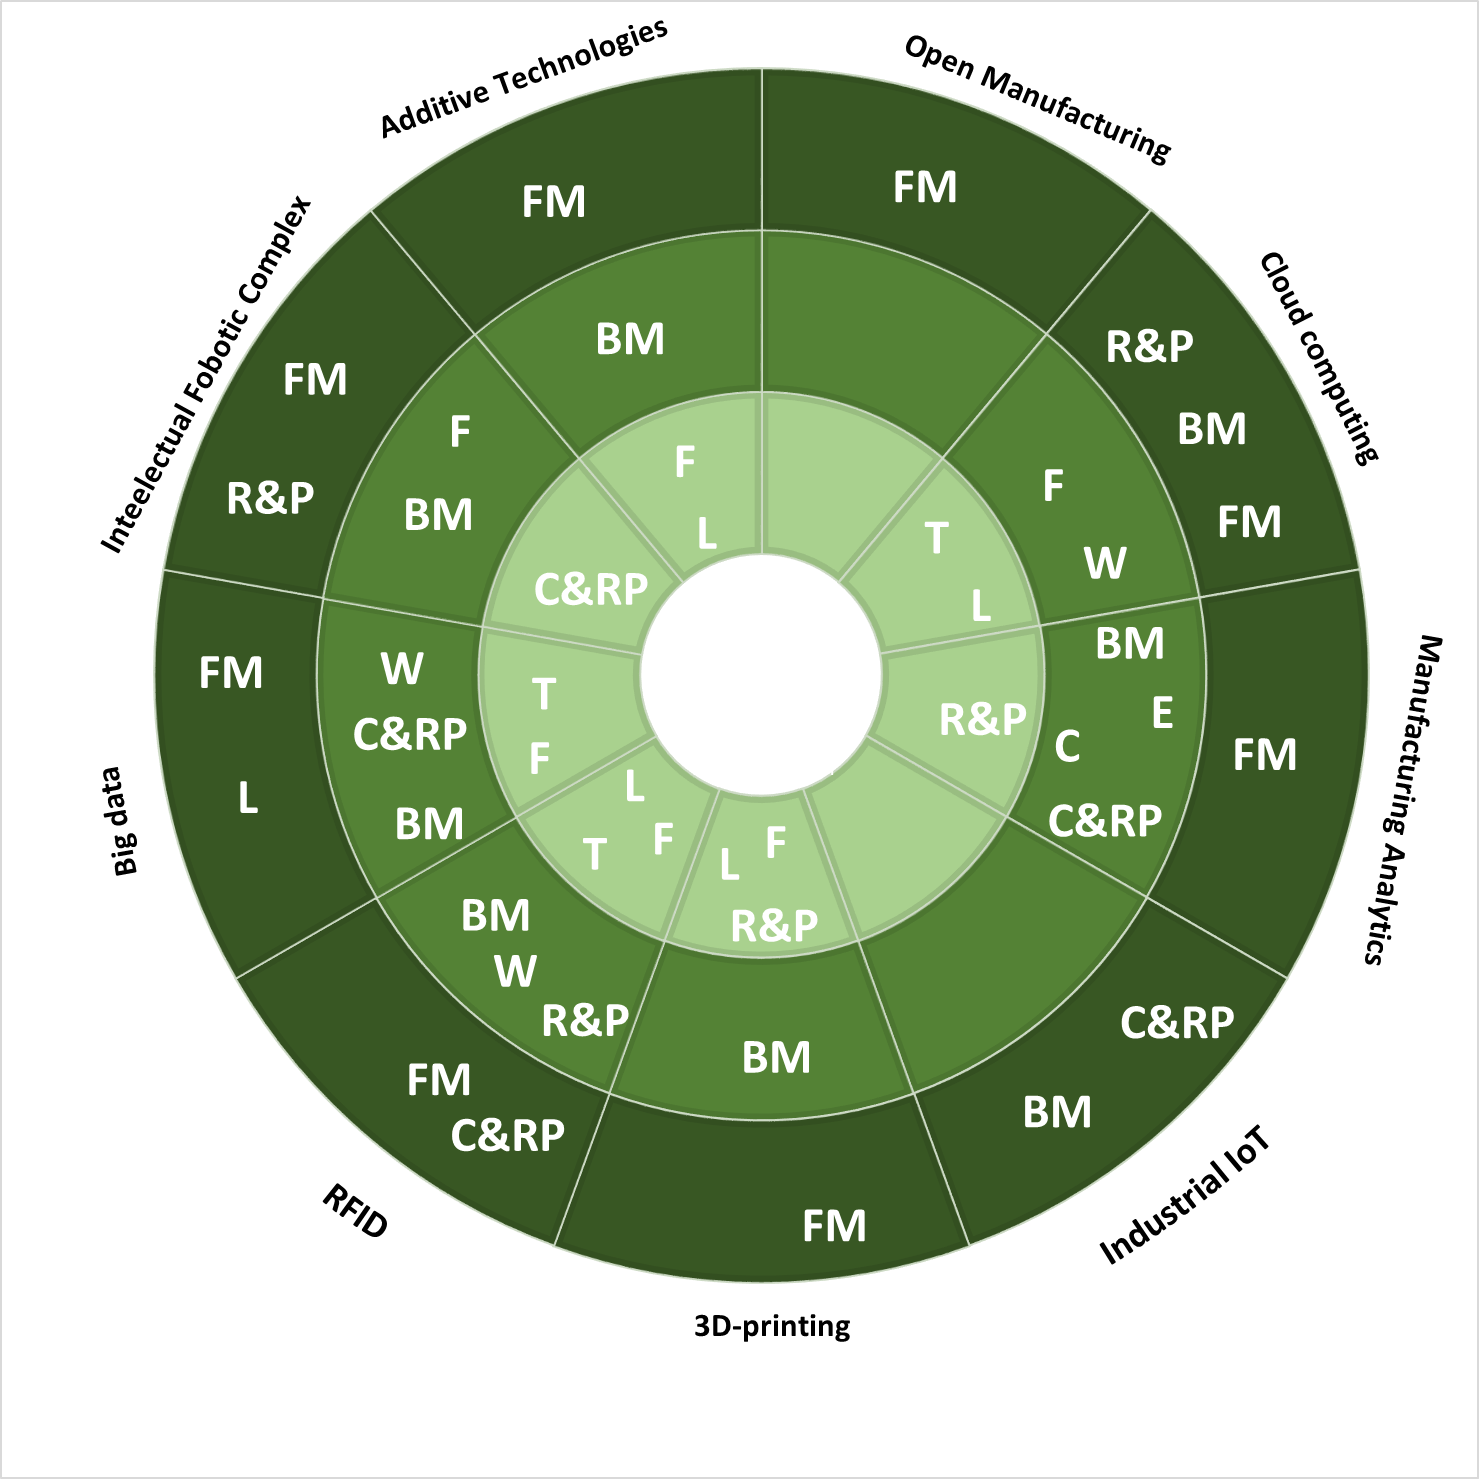 Additive Technologies
Open Manufacturing
Cloud computing
Manufacturing Analytics
Industrial IoT
3D-printing
RFID
Big data
Inteelectual Fobotic Complex
FM
BM
F
L
FM
R&P
BM
FM
F
W
T
L
FM
BM
E
C
C&RP
R&P
C&RP
BM
FM
BM
F
L
R&P
FM
C&RP
BM
W
R&P
L
F
T
FM
L
W
C&RP
BM
T
F
FM
R&P
F
BM
C&RP